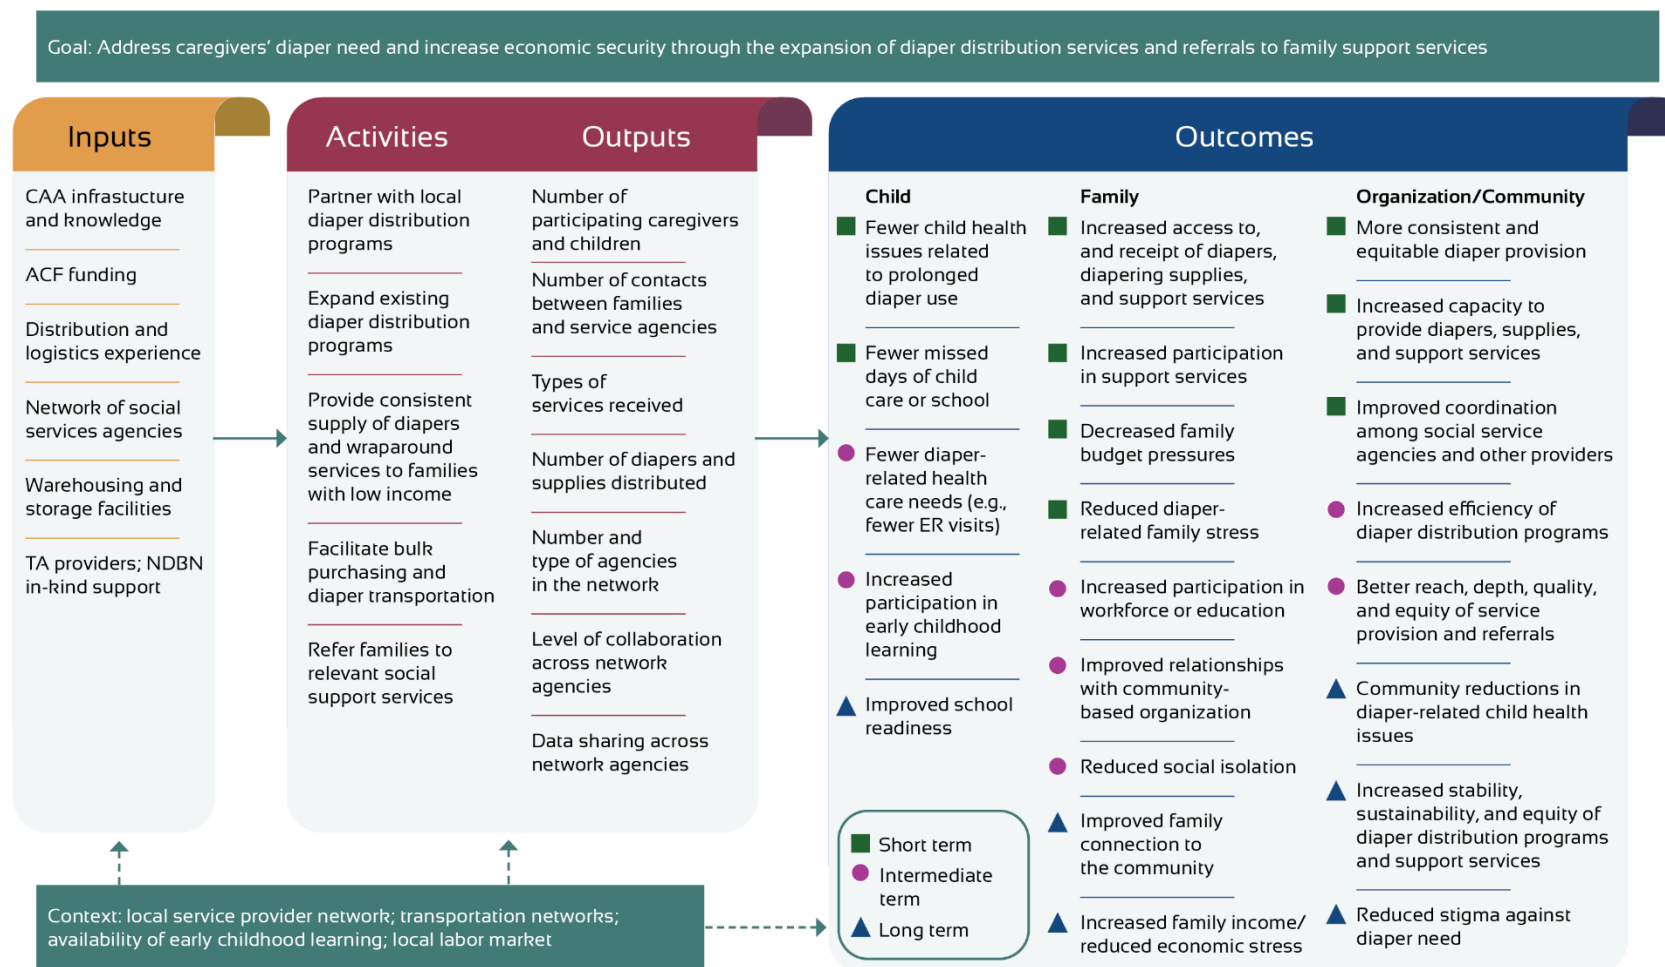 Goal: Address caregivers' diaper need and increase economic security through the expansion of diaper distribution services and referrals to family support services
Inputs
CAA infrastucture
and knowledge
ACF funding
Distribution and
logistics experience
Network of social
services agencies
Warehousing and
storage facilities
TA providers; NDBN
in-kind support
Activities
Partner with local
diaper distribution
programs
Expand existing
diaper distribution
programs
Provide consistent
supply of diapers
and wraparound
services to families
with low income
Facilitate bulk
purchasing and
diaper transportation
Refer families to
relevant social
support services
Outputs
Number of
participating caregivers
and children
Number of contacts
between families
and service agencies
Types of
services received
Number of diapers and
supplies distributed
Number and
type of agencies
in the network
Level of collaboration
across network
agencies
Data sharing across
network agencies
Outcomes
Child
Fewer child health
issues related
to prolonged
diaper use
Fewer missed
days of child
care or school
Fewer diaper-
related health
care needs (e.g.,
fewer ER visits)
Increased
participation in
early childhood
learning
Improved school
readiness
Family
Increased access to,
and receipt of diapers,
diapering supplies,
and support services
Increased participation
in support services
Decreased family
budget pressures
Reduced diaper-
related family stress
Increased participation in
workforce or education
Improved relationships
with community-
based organization
Reduced social isolation
Improved family
connection to
the community
Increased family income/
reduced economic stress
Organization/Community
More consistent and
equitable diaper provision
Increased capacity to
provide diapers, supplies,
and support services
Improved coordination
among social service
agencies and other providers
Increased efficiency of
diaper distribution programs
Better reach, depth, quality,
and equity of service
provision and referrals
Community reductions in
diaper-related child health
issues
Increased stability,
sustainability, and equity of
diaper distribution programs
and support services
Reduced stigma against
diaper need
Short term
Intermediate
term
Long term
Context: local service provider network; transportation networks;
availability of early childhood learning; local labor market